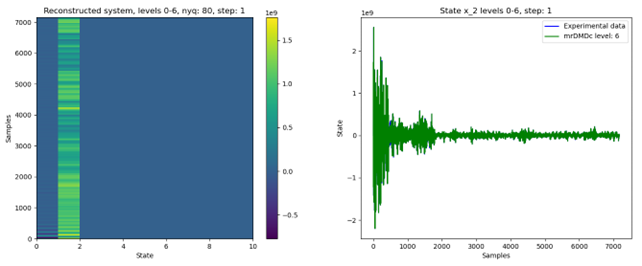 Reconstructed system, levels 0-6, nyq: 80, step: 1
1e9
7000
6000
5000
4000
3000
2000
1000
0
Samples
0 2 4 6 8 10
State
1.5
1.0
0.5
0.0
−0.5
State x_2 levels 0-6, step: 1
1e9
Experimental data
mrDMDc level: 6
2
1
0
−1
−2
State
0 1000 2000 3000 4000 5000 6000 7000
Samples